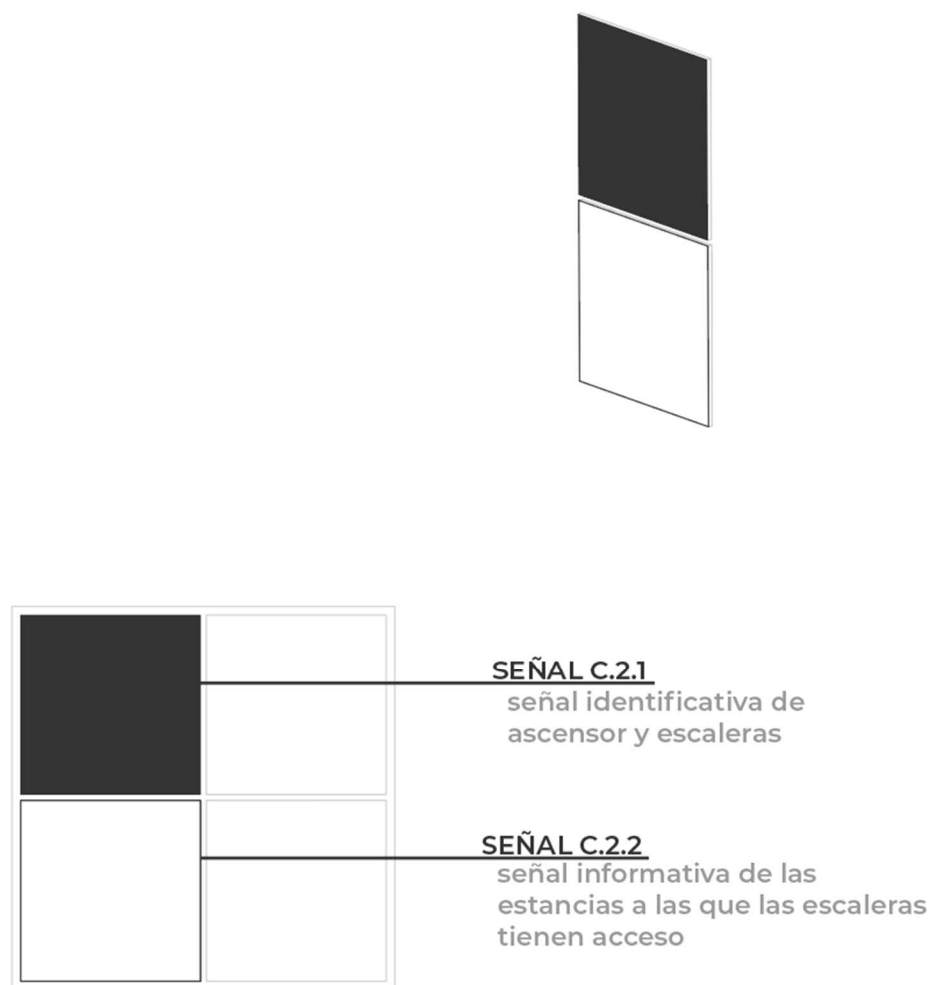 SEÑAL C.2.1
señal identificativa de
ascensor y escaleras
SEÑAL C.2.2
señal informativa de las
estancias a las que las escaleras
tienen acceso